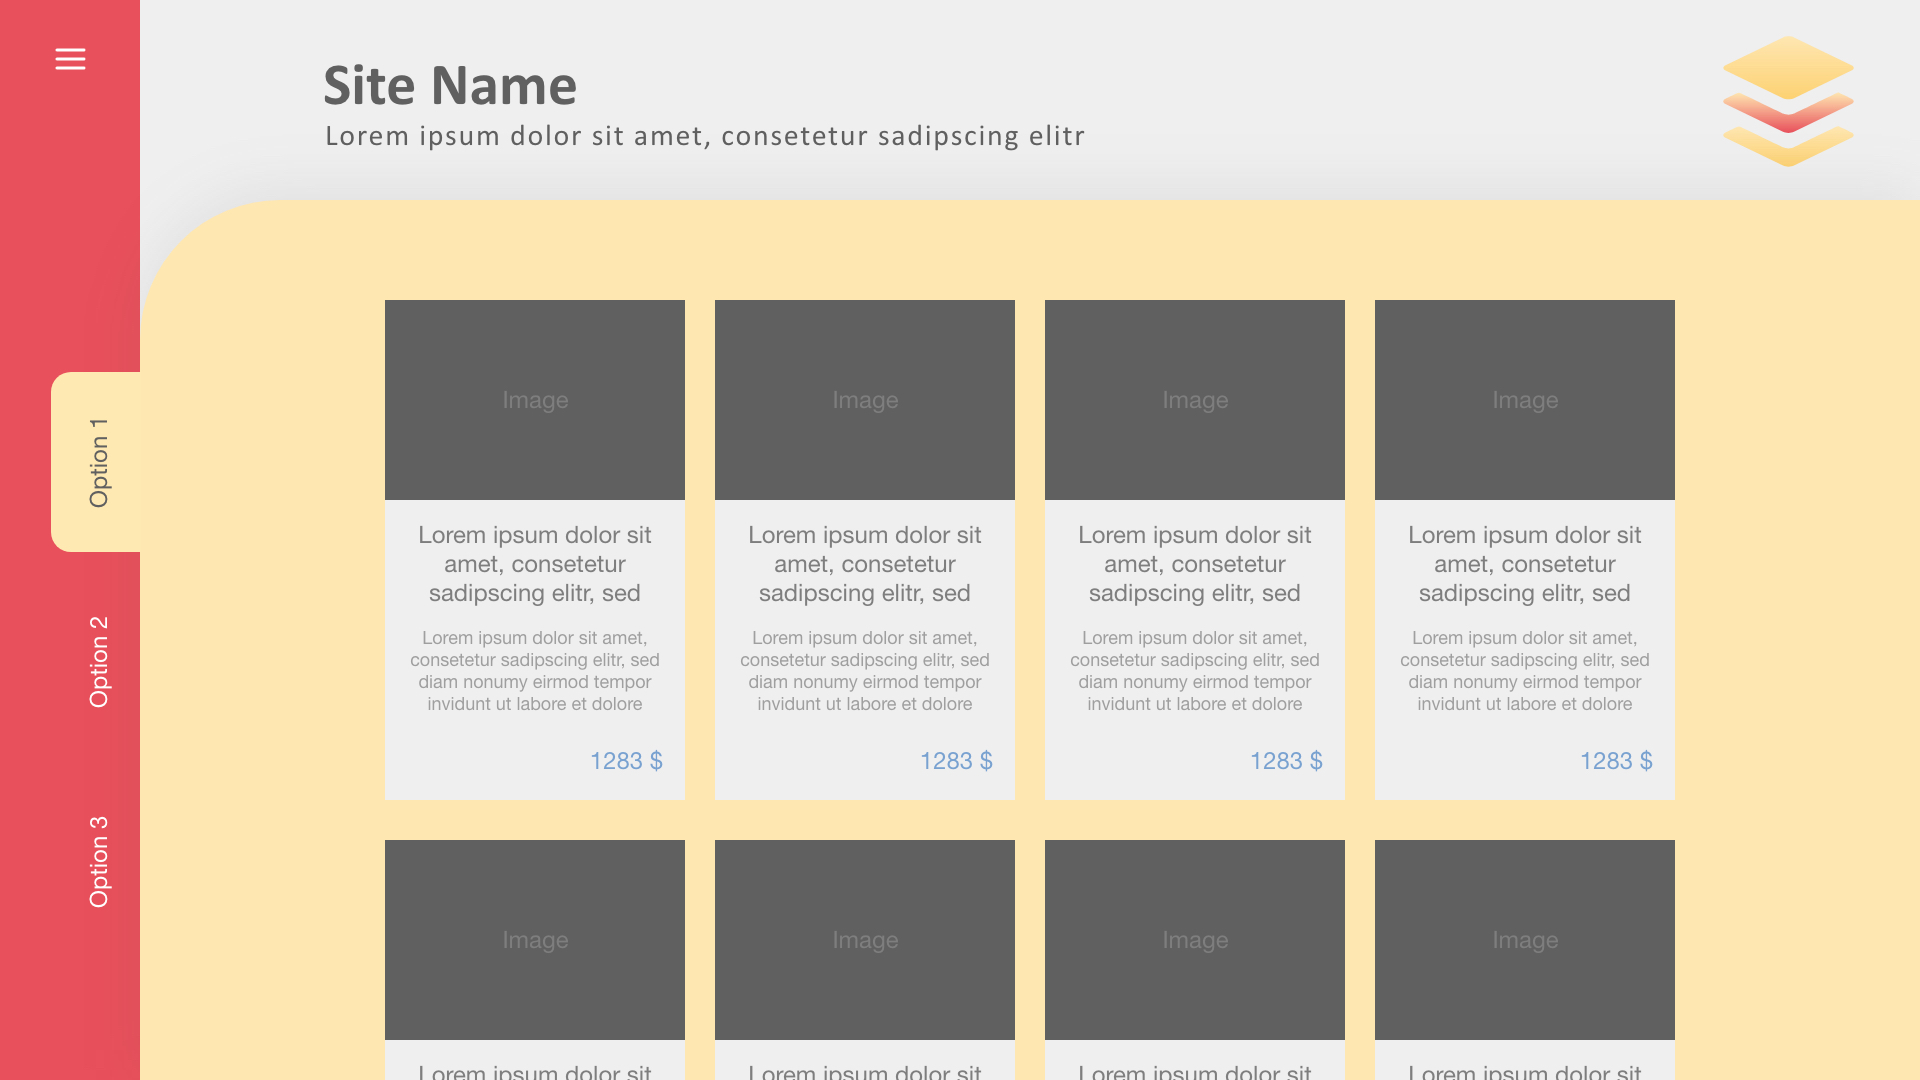 Site Name
Lorem ipsum dolor sit amet, consetetur sadipscing elitr
Option 1
Option 2
Option 3
Image
Lorem ipsum dolor sit
amet, consetetur
sadipscing elitr, sed
Lorem ipsum dolor sit amet,
consetetur sadipscing elitr, sed
diam nonumy eirmod tempor
invidunt ut labore et dolore
1283 $
Image
Lorem ipsum dolor sit
amet, consetetur
sadipscing elitr, sed
Lorem ipsum dolor sit amet,
consetetur sadipscing elitr, sed
diam nonumy eirmod tempor
invidunt ut labore et dolore
1283 $
Image
Lorem ipsum dolor sit
amet, consetetur
sadipscing elitr, sed
Lorem ipsum dolor sit amet,
consetetur sadipscing elitr, sed
diam nonumy eirmod tempor
invidunt ut labore et dolore
1283 $
Image
Lorem ipsum dolor sit
amet, consetetur
sadipscing elitr, sed
Lorem ipsum dolor sit amet,
consetetur sadipscing elitr, sed
diam nonumy eirmod tempor
invidunt ut labore et dolore
1283 $
Image
Lorem ipsum dolor sit
Image
Lorem ipsum dolor sit
Image
Lorem ipsum dolor sit
Image
Lorem ipsum dolor sit